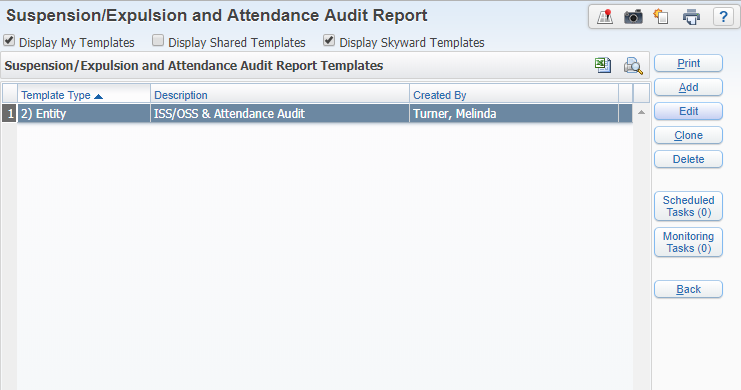 Suspension/Expulsion and Attendance Audit Report
?
Display My Templates Display Shared Templates Display Skyward Templates
Suspension/Expulsion and Attendance Audit Report Templates
Template Type Description Created By
1 2) Entity ISS/OSS & Attendance Audit Turner, Melinda
Print
Add
Edit
Clone
Delete
Scheduled
Tasks (0)
Monitoring
Tasks (0)
Back